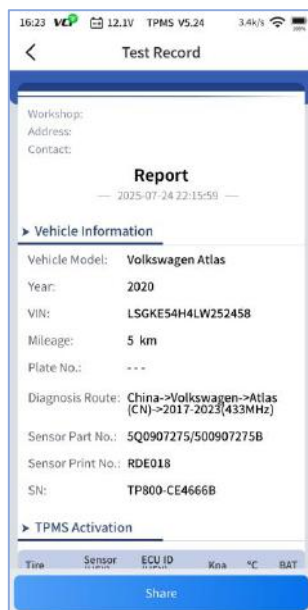 16:23 VCI 12.1V TPMS V5.24 3.4k/s
Test Record
Workshop:
Address:
Contact:
Report
2025-07-24 22:15:59
Vehicle Information
Vehicle Model: Volkswagen Atlas
Year: 2020
VIN: LSGKE54H4LW252458
Mileage: 5 km
Plate No.: ---
Diagnosis Route: China->Volkswagen->Atlas
(CN)->2017-2023(433MHz)
Sensor Part No.: 5Q0907275/500907275B
Sensor Print No.: RDE018
SN: TP800-CE4666B
TPMS Activation
Tire Sensor ECU ID Kpa °C BAT
Share